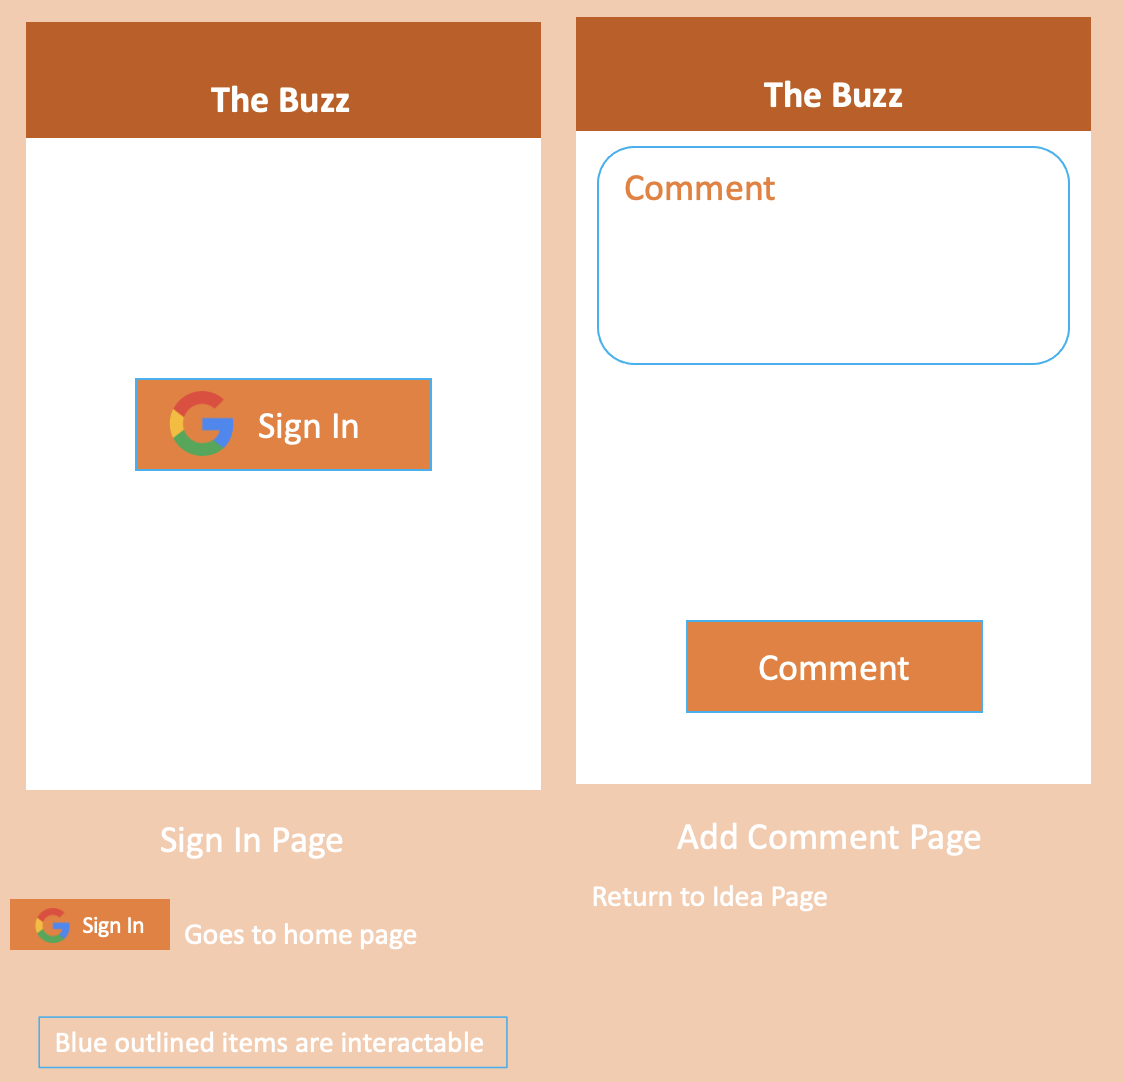 The Buzz
Sign In
Sign In Page
Sign In
Goes to home page
Blue outlined items are interactable
The Buzz
Comment
Comment
Add Comment Page
Return to Idea Page